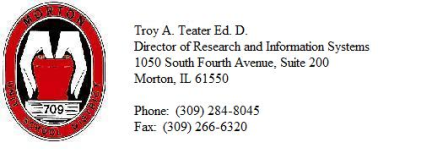 MORTON
709
Troy A. Teater Ed. D.
Director of Research and Information Systems
1050 South Fourth Avenue, Suite 200
Morton, IL 61550
Phone: (309) 284-8045
Fax: (309) 266-6320